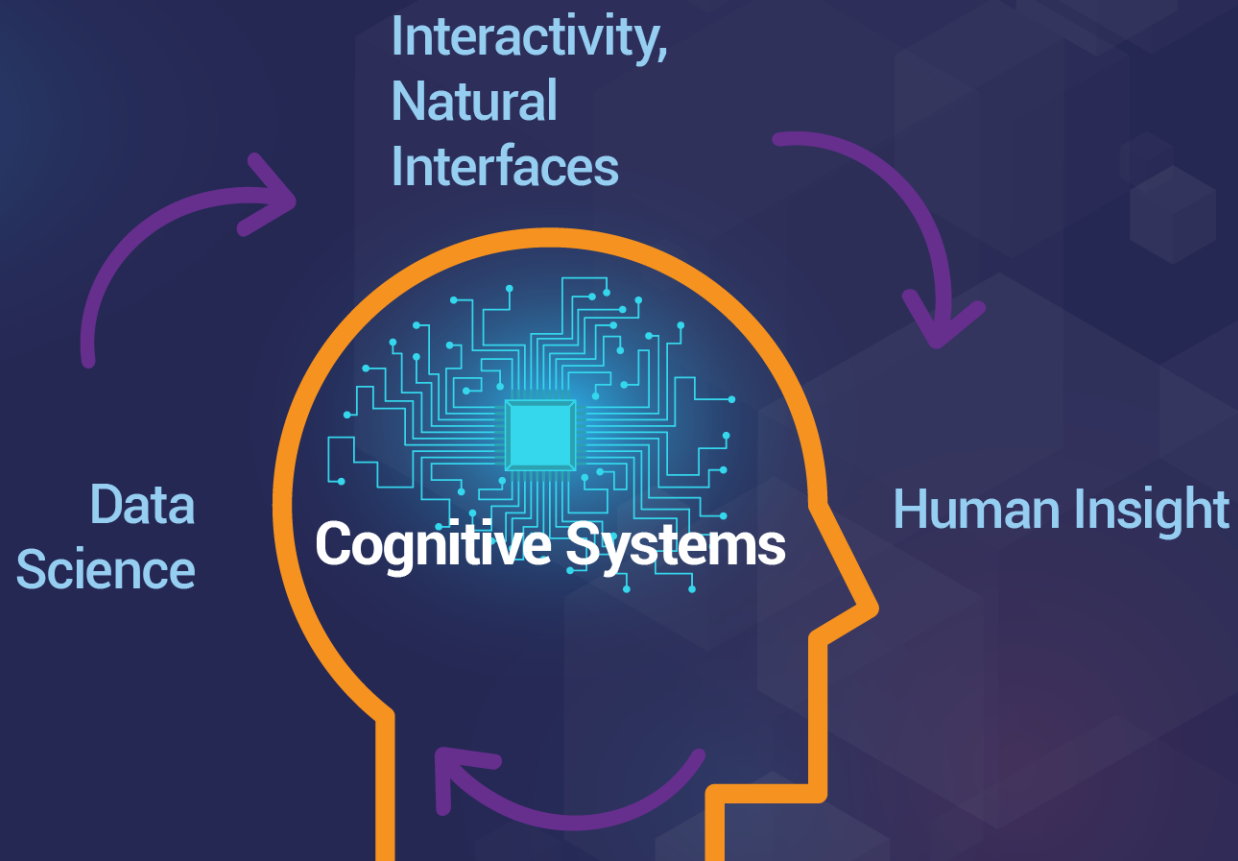 Interactivity,
Natural
Interfaces
Data
Science
Cognitive Systems
Human Insight